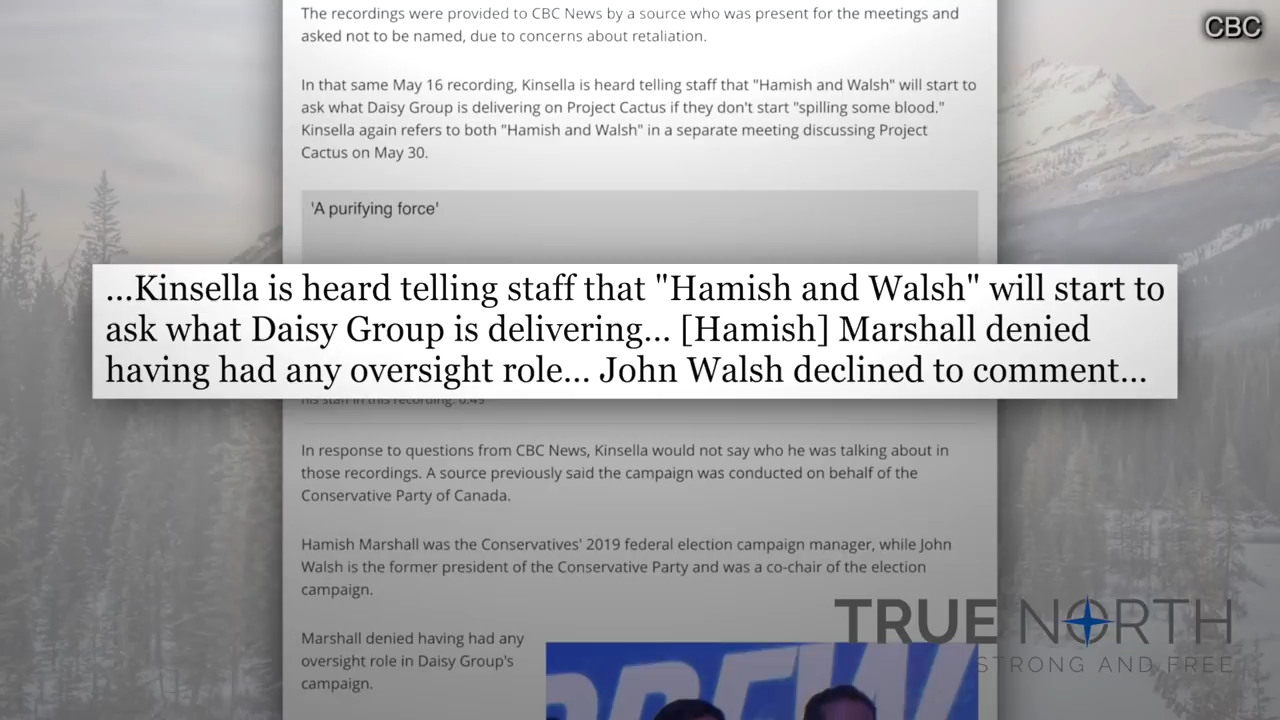 The recordings were provided to CBC News by a source who was present for the meetings and
asked not to be named, due to concerns about retaliation.
CBC
In that same May 16 recording, Kinsella is heard telling staff that "Hamish and Walsh" will start to
ask what Daisy Group is delivering on Project Cactus if they don't start "spilling some blood."
Kinsella again refers to both "Hamish and Walsh" in a separate meeting discussing Project
Cactus on May 30.
'A purifying force'
...Kinsella is heard telling staff that "Hamish and Walsh" will start to
ask what Daisy Group is delivering... [Hamish] Marshall denied
having had any oversight role... John Walsh declined to comment...
his staff in this recording. 0:45
In response to questions from CBC News, Kinsella would not say who he was talking about in
those recordings. A source previously said the campaign was conducted on behalf of the
Conservative Party of Canada.
Hamish Marshall was the Conservatives' 2019 federal election campaign manager, while John
Walsh is the former president of the Conservative Party and was a co-chair of the election
campaign.
Marshall denied having had any
oversight role in Daisy Group's
campaign.
TRUE NORTH
STRONG AND FREE